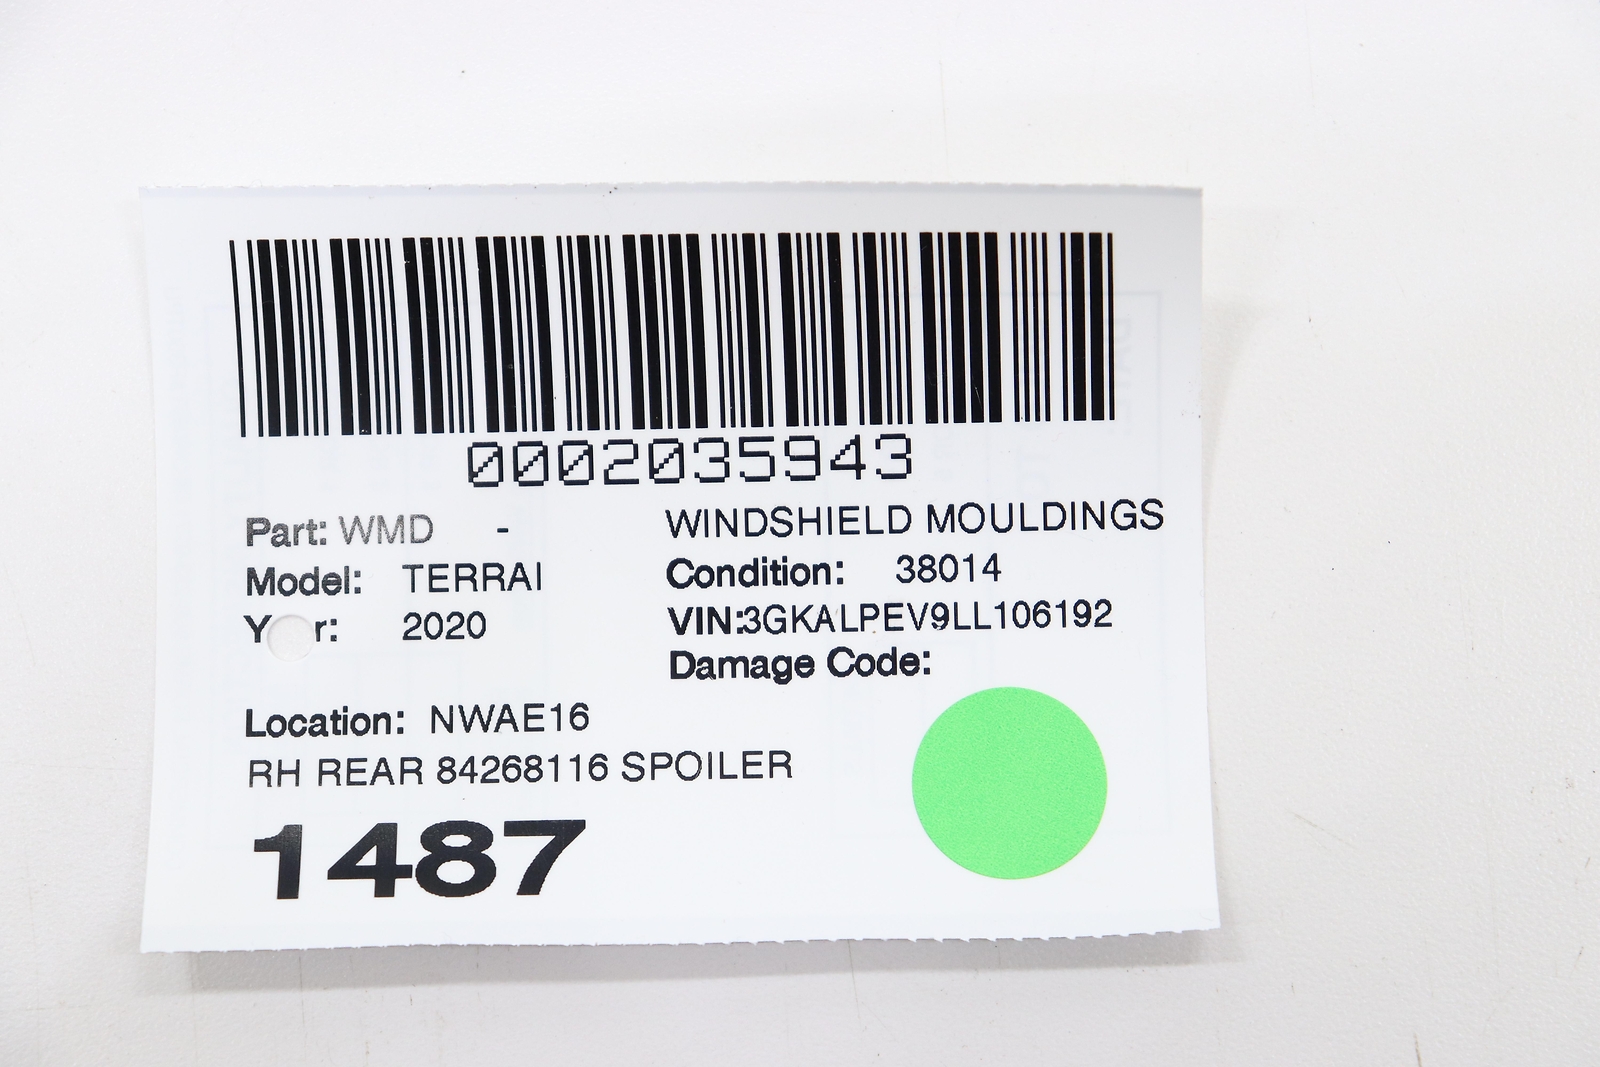 0002035943
Part: WMD - WINDSHIELD MOULDINGS
Model: TERRAI Condition: 38014
Y r: 2020 VIN:3GKALPEV9LL106192
Damage Code:
Location: NWAE16
RH REAR 84268116 SPOILER
1487